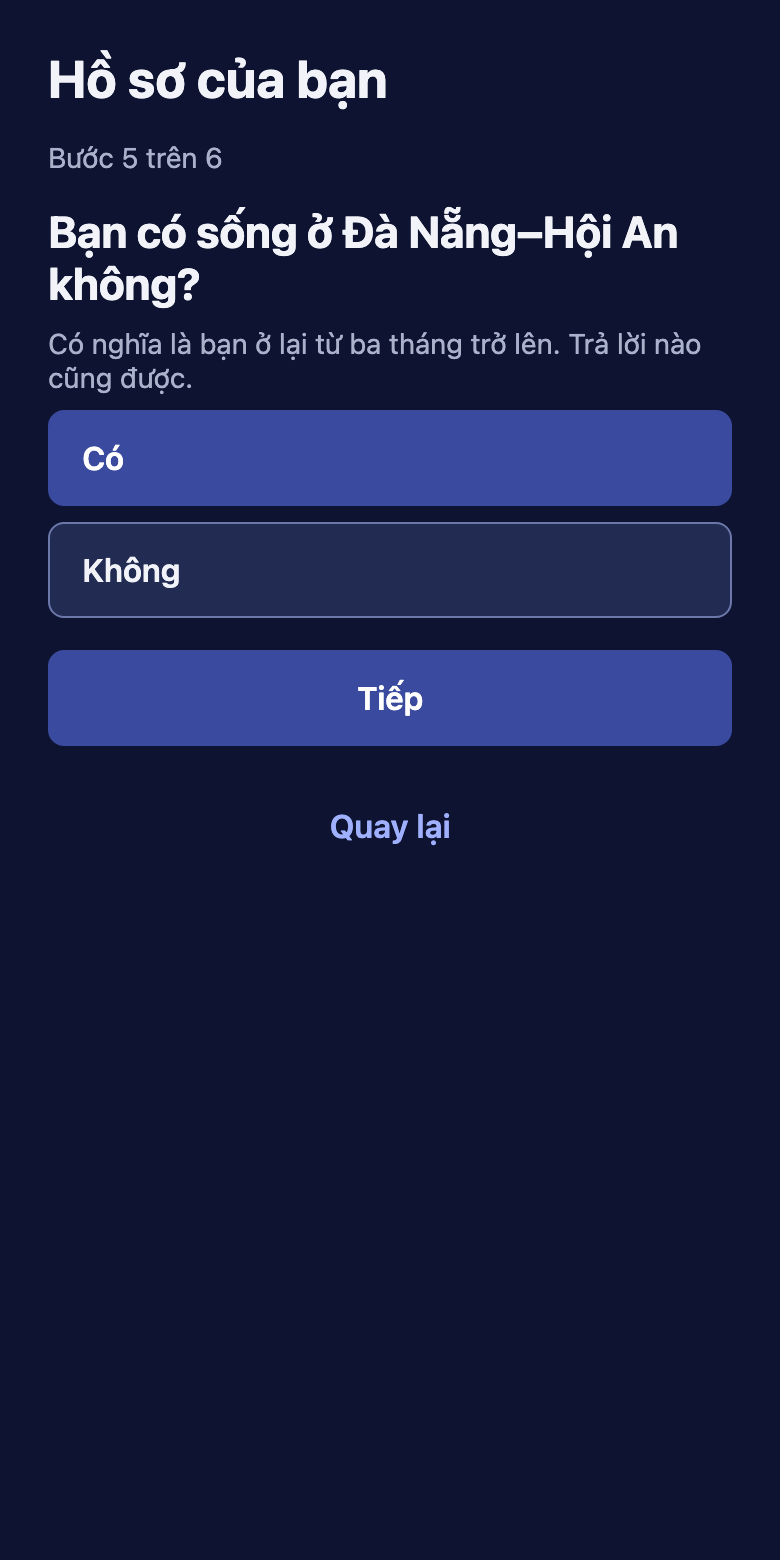 Hồ sơ của bạn
Bước 5 trên 6
Bạn có sống ở Đà Nẵng–Hội An
không?
Có nghĩa là bạn ở lại từ ba tháng trở lên. Trả lời nào
cũng được.
Có
Không
Tiếp
Quay lại